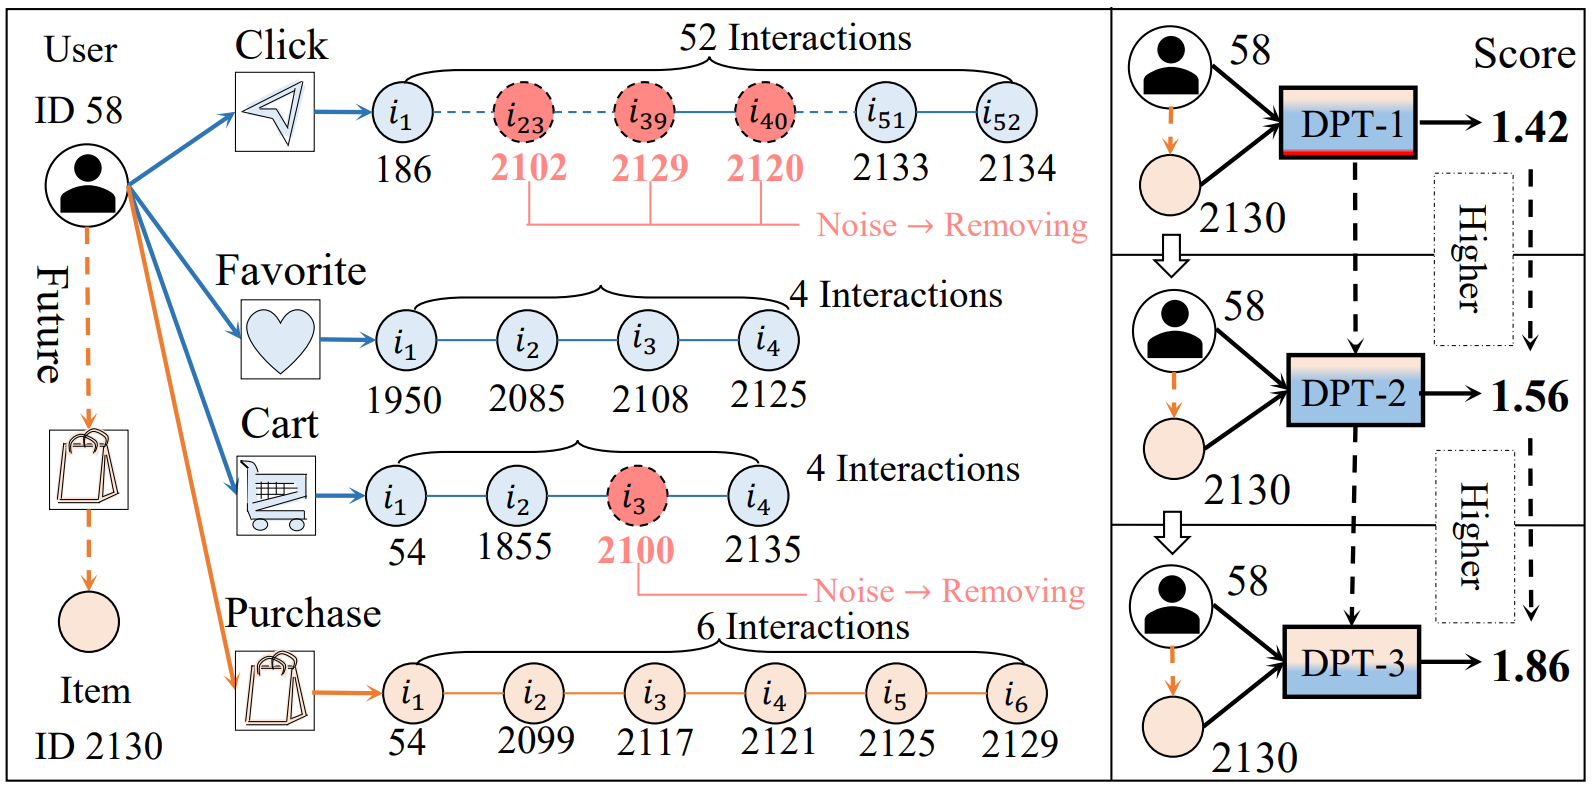 User
ID 58
Click
52 Interactions
i1 i23 i39 i40 i51 i52
186 2102 2129 2120 2133 2134
Noise → Removing
Future
Favorite
4 Interactions
i1 i2 i3 i4
1950 2085 2108 2125
Cart
4 Interactions
i1 i2 i3 i4
54 1855 2100 2135
Noise → Removing
Purchase
6 Interactions
i1 i2 i3 i4 i5 i6
54 2099 2117 2121 2125 2129
Item
ID 2130
58
Score
DPT-1
1.42
2130
Higher
58
DPT-2
1.56
2130
Higher
58
DPT-3
1.86
2130